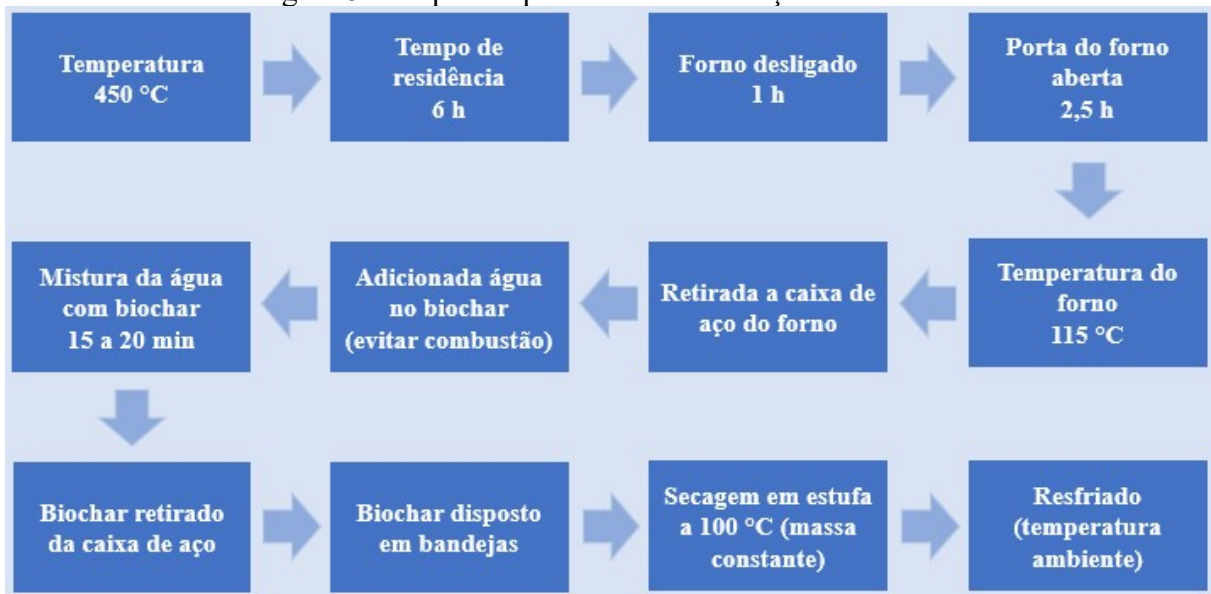 Temperatura
450 °C
Tempo de
residência
6 h
Forno desligado
1 h
Porta do forno
aberta
2,5 h
Temperatura do
forno
115 °C
Retirada a caixa de
aço do forno
Adicionada água
no biochar
(evitar combustão)
Mistura da água
com biochar
15 a 20 min
Biochar retirado
da caixa de aço
Biochar disposto
em bandejas
Secagem em estufa
a 100 °C (massa
constante)
Resfriado
(temperatura
ambiente)